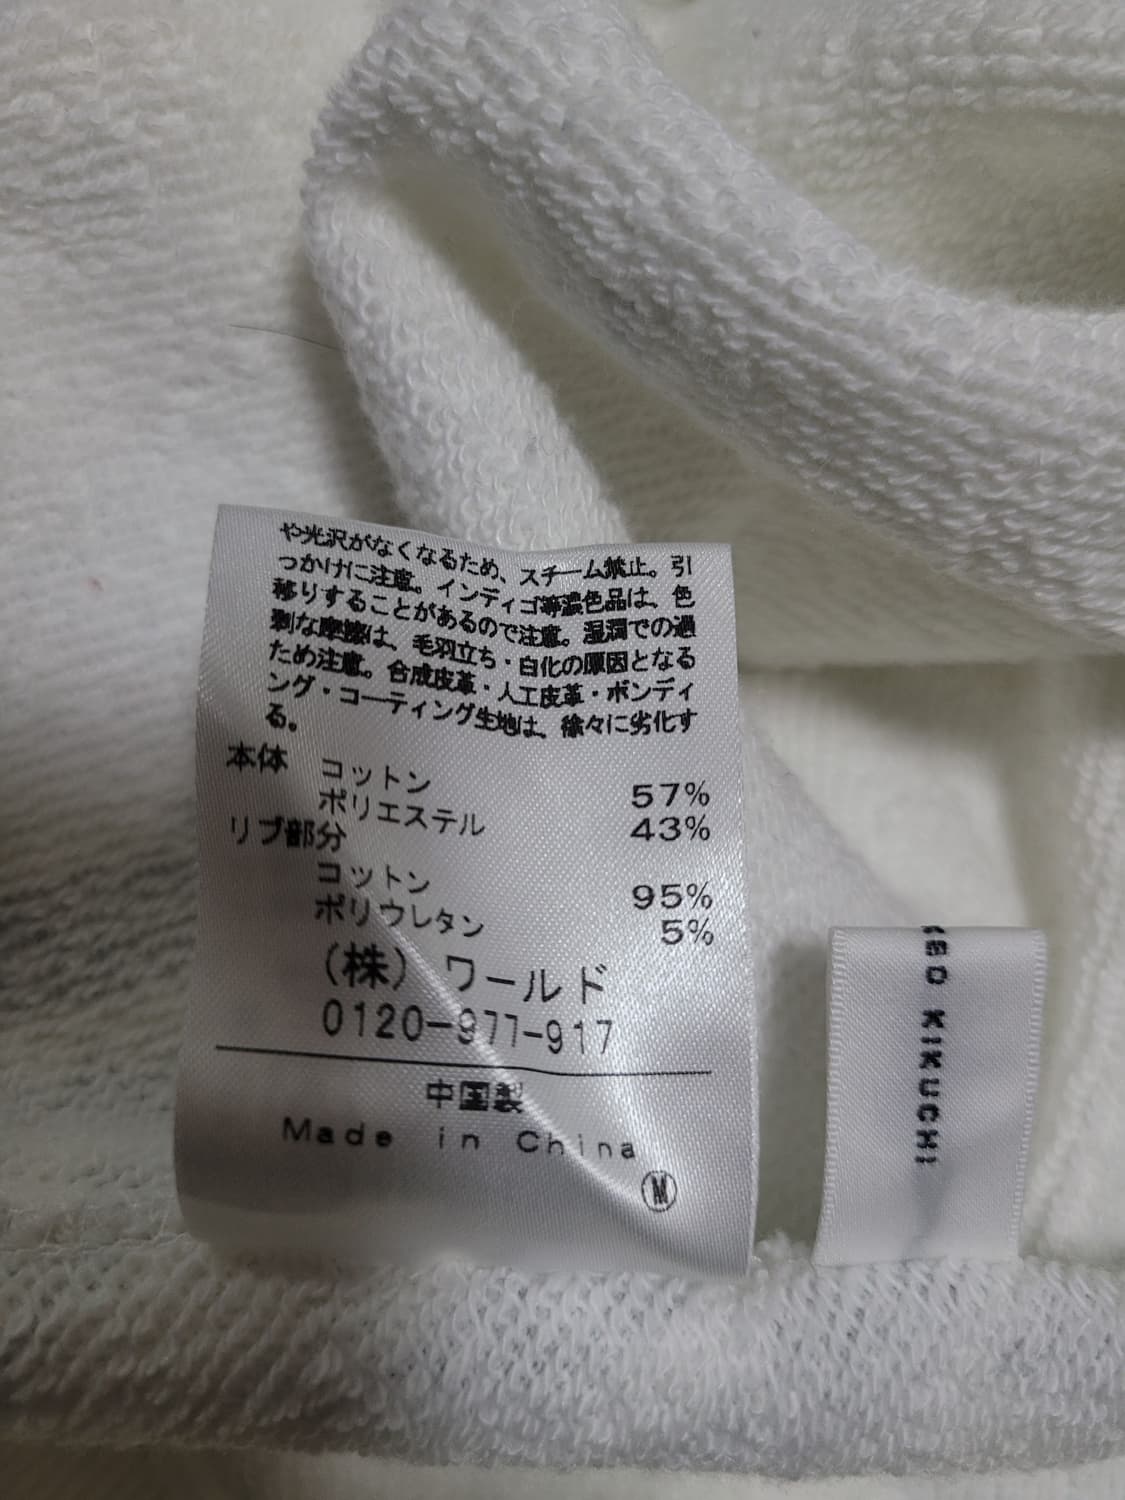 や光沢がなくなるため、スチーム禁止。引
っかけに注意。インディゴ等濃色品は、色
移りすることがあるので注意。湿潤での過
剰な摩擦は、毛羽立ち・白化の原因となる
ため注意。合成皮革・人工皮革・ボンディ
ング・コーティング生地は、徐々に劣化す
る。
本体 コットン 57%
ポリエステル 43%
リブ部分
コットン 95%
ポリウレタン 5%
(株)ワールド
0120-977-917
中国製
Made in China
Ⓜ
KEO KIKUCHI